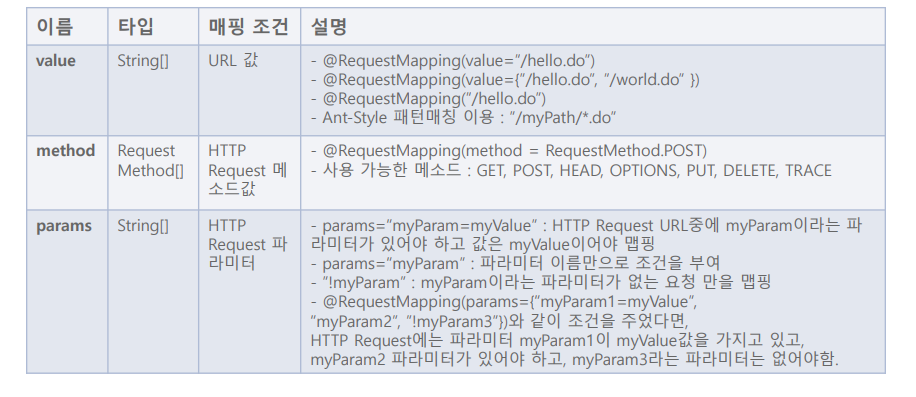 이름 타입 매핑 조건 설명
value String[] URL 값 - @RequestMapping(value=”/hello.do”)
- @RequestMapping(value={”/hello.do”, ”/world.do” })
- @RequestMapping(”/hello.do”)
- Ant-Style 패턴매칭 이용 : ”/myPath/*.do”
method Request HTTP - @RequestMapping(method = RequestMethod.POST)
Method[] Request 메 - 사용 가능한 메소드 : GET, POST, HEAD, OPTIONS, PUT, DELETE, TRACE
소드값
params String[] HTTP - params=“myParam=myValue” : HTTP Request URL중에 myParam이라는 파
Request 파 라미터가 있어야 하고 값은 myValue이어야 맵핑
라미터 - params=“myParam” : 파라미터 이름만으로 조건을 부여
- ”!myParam” : myParam이라는 파라미터가 없는 요청 만을 맵핑
- @RequestMapping(params={“myParam1=myValue”,
”myParam2”, ”!myParam3”})와 같이 조건을 주었다면,
HTTP Request에는 파라미터 myParam1이 myValue값을 가지고 있고,
myParam2 파라미터가 있어야 하고, myParam3라는 파라미터는 없어야함.